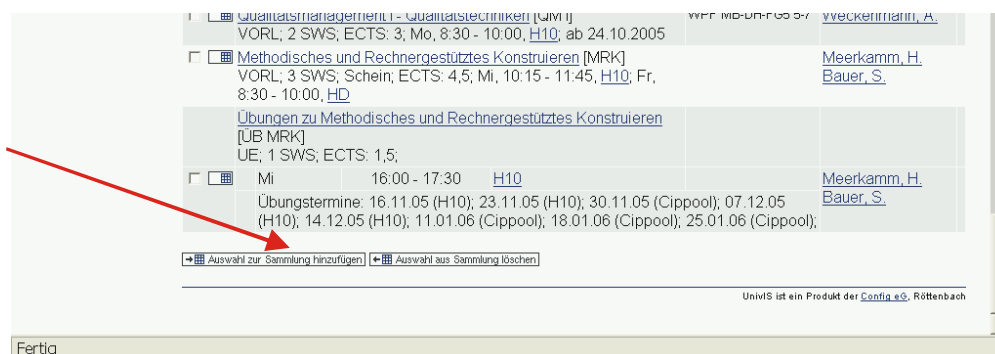 Qualitätsmanagement I - Qualitätstechniken [QM I] WPF MB-DH-FG5 5-7 Weckenmann, A.
VORL; 2 SWS; ECTS: 3; Mo, 8:30 - 10:00, H10; ab 24.10.2005
Methodisches und Rechnergestütztes Konstruieren [MRK] Meerkamm, H.
VORL; 3 SWS; Schein; ECTS: 4,5; Mi, 10:15 - 11:45, H10; Fr, Bauer, S.
8:30 - 10:00, HD
Übungen zu Methodisches und Rechnergestütztes Konstruieren
[ÜB MRK]
UE; 1 SWS; ECTS: 1,5;
Mi 16:00 - 17:30 H10 Meerkamm, H.
Übungstermine: 16.11.05 (H10); 23.11.05 (H10); 30.11.05 (Cippool); 07.12.05 Bauer, S.
(H10); 14.12.05 (H10); 11.01.06 (Cippool); 18.01.06 (Cippool); 25.01.06 (Cippool);
Auswahl zur Sammlung hinzufügen Auswahl aus Sammlung löschen
UnivIS ist ein Produkt der Config eG, Röttenbach
Fertig